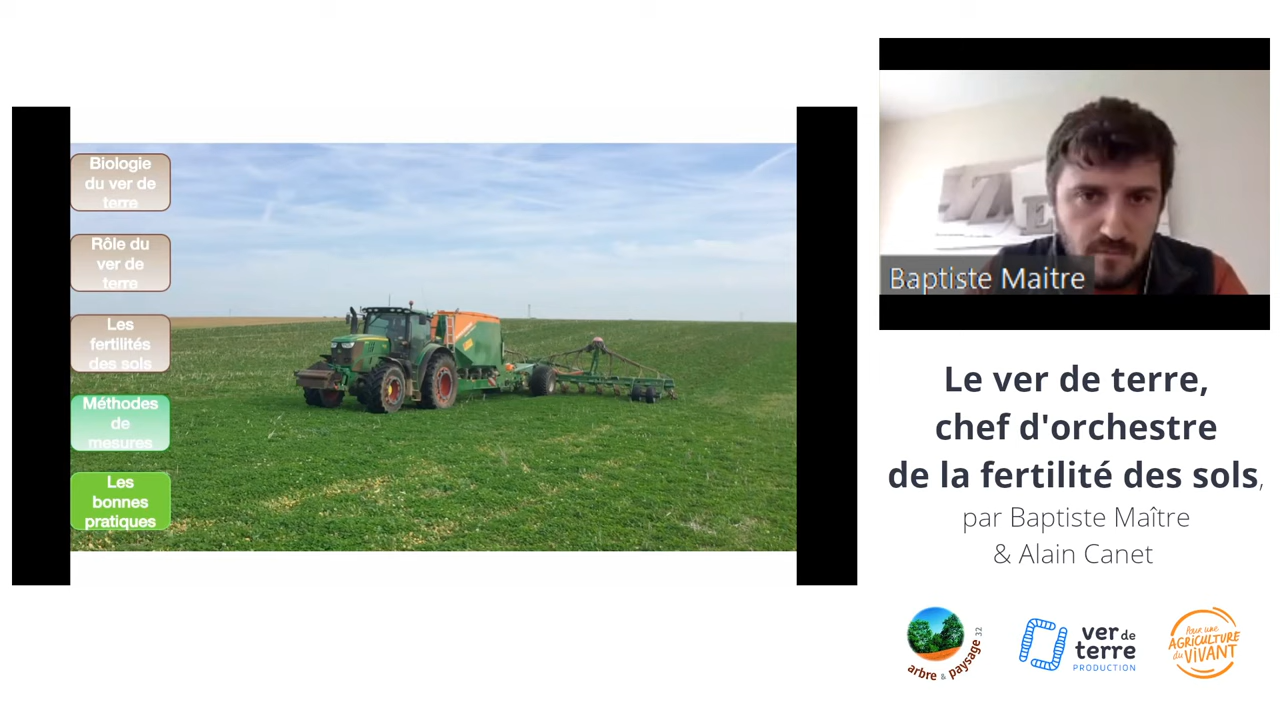 Biologie
du ver de
terre
Rôle du
ver de
terre
Les
fertilités
des sols
Méthodes
de
mesures
Les
bonnes
pratiques
Baptiste Maitre
Le ver de terre,
chef d'orchestre
de la fertilité des sols,
par Baptiste Maître
& Alain Canet
arbre & paysage 32
ver de
terre
PRODUCTION
Pour une
AGRICULTURE
du VIVANT